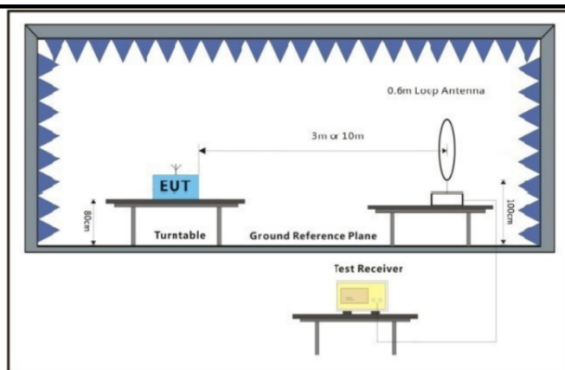 0.6m Loop Antenna
3m or 10m
EUT
80cm
100cm
Turntable
Ground Reference Plane
Test Receiver